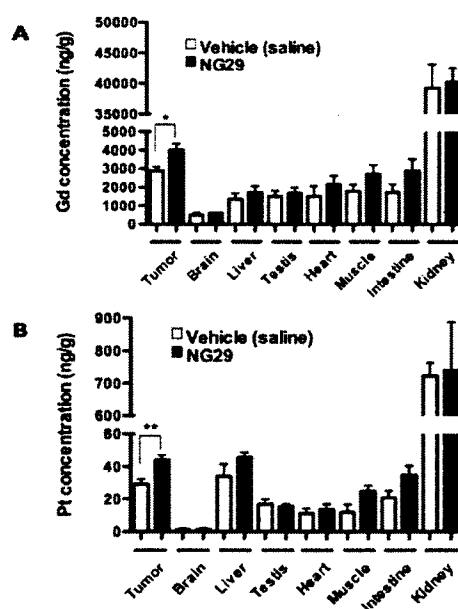 A
Gd concentration (ng/g)
50000
45000
40000
35000
5000
4000
3000
2000
1000
0
Vehicle (saline)
NG29
*
Tumor
Brain
Liver
Testis
Heart
Muscle
Intestine
Kidney
B
Pt concentration (ng/g)
900
800
700
600
60
40
20
0
Vehicle (saline)
NG29
**
Tumor
Brain
Liver
Testis
Heart
Muscle
Intestine
Kidney